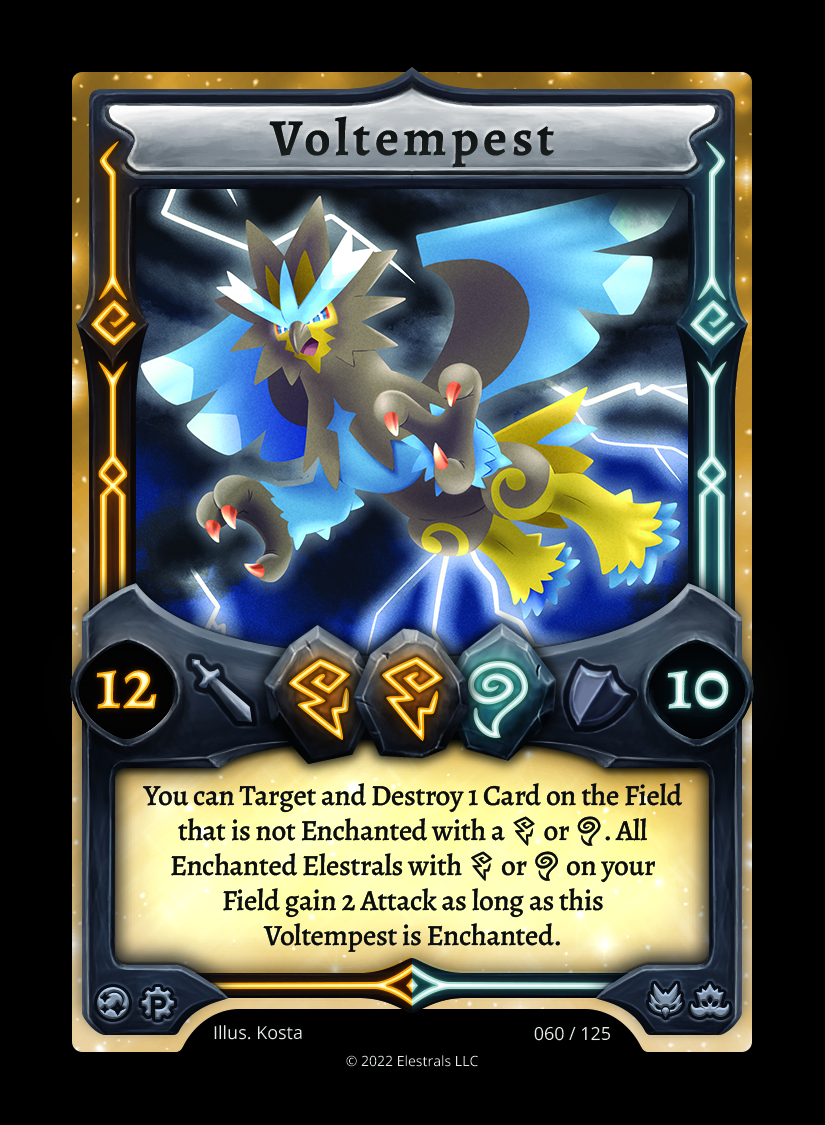 Voltempest
12
10
You can Target and Destroy 1 Card on the Field
that is not Enchanted with a or . All
Enchanted Elestrals with or on your
Field gain 2 Attack as long as this
Voltempest is Enchanted.
P
Illus. Kosta
060 / 125
© 2022 Elestrals LLC